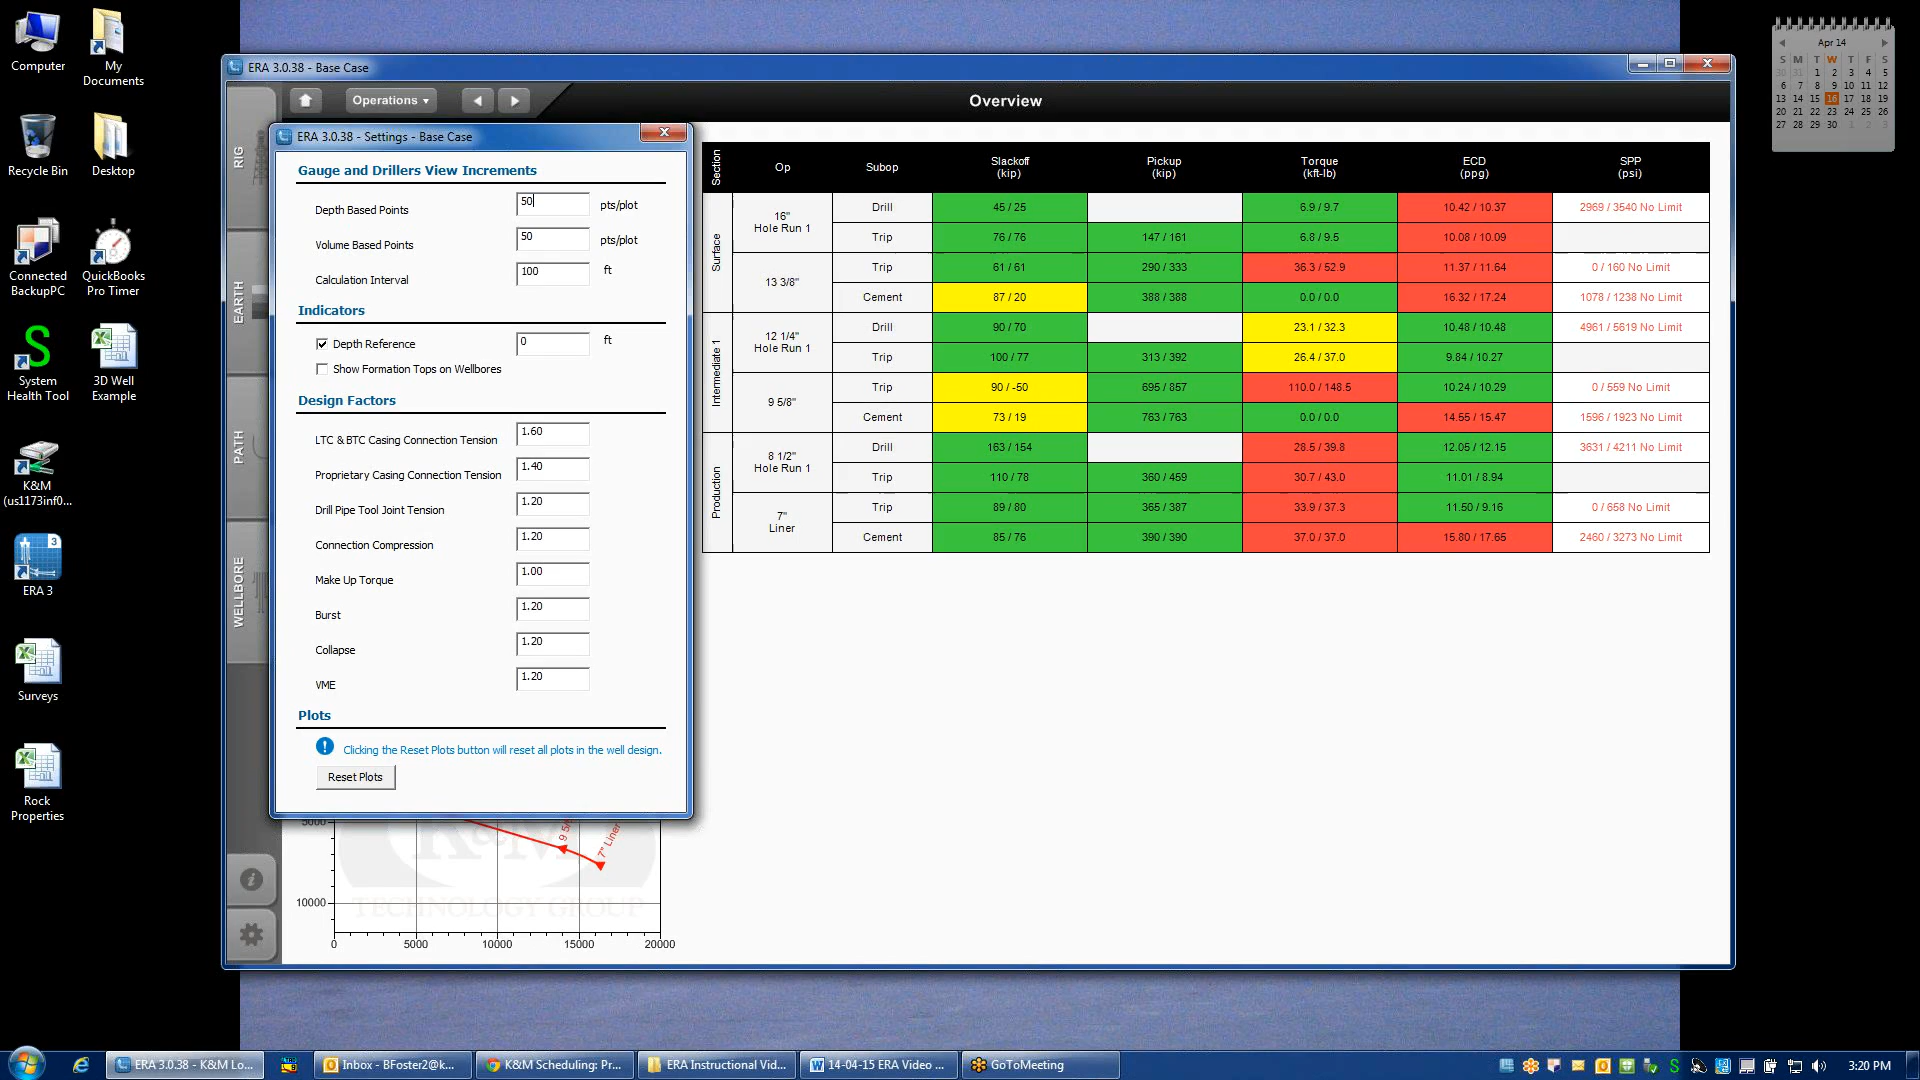 Computer
My
Documents
Recycle Bin
Desktop
Connected
BackupPC
QuickBooks
Pro Timer
System
Health Tool
3D Well
Example
K&M
(us1173inf0...
ERA 3
Surveys
Rock
Properties
ERA 3.0.38 - Base Case
Operations
Overview
RIG
EARTH
PATH
WELLBORE
ERA 3.0.38 - Settings - Base Case
Gauge and Drillers View Increments
Depth Based Points 50 pts/plot
Volume Based Points 50 pts/plot
Calculation Interval 100 ft
Indicators
Depth Reference 0 ft
Show Formation Tops on Wellbores
Design Factors
LTC & BTC Casing Connection Tension 1.60
Proprietary Casing Connection Tension 1.40
Drill Pipe Tool Joint Tension 1.20
Connection Compression 1.20
Make Up Torque 1.00
Burst 1.20
Collapse 1.20
VME 1.20
Plots
Clicking the Reset Plots button will reset all plots in the well design.
Reset Plots
Section Op Subop Slackoff (kip) Pickup (kip) Torque (kft-lb) ECD (ppg) SPP (psi)
Surface
16" Hole Run 1
Drill 45 / 25 6.9 / 9.7 10.42 / 10.37 2969 / 3540 No Limit
Trip 76 / 76 147 / 161 6.8 / 9.5 10.08 / 10.09
13 3/8"
Trip 61 / 61 290 / 333 36.3 / 52.9 11.37 / 11.64 0 / 160 No Limit
Cement 87 / 20 388 / 388 0.0 / 0.0 16.32 / 17.24 1078 / 1238 No Limit
Intermediate 1
12 1/4" Hole Run 1
Drill 90 / 70 23.1 / 32.3 10.48 / 10.48 4961 / 5619 No Limit
Trip 100 / 77 313 / 392 26.4 / 37.0 9.84 / 10.27
9 5/8"
Trip 90 / -50 695 / 857 110.0 / 148.5 10.24 / 10.29 0 / 559 No Limit
Cement 73 / 19 763 / 763 0.0 / 0.0 14.55 / 15.47 1596 / 1923 No Limit
Production
8 1/2" Hole Run 1
Drill 163 / 154 28.5 / 39.8 12.05 / 12.15 3631 / 4211 No Limit
Trip 110 / 78 360 / 459 30.7 / 43.0 11.01 / 8.94
7" Liner
Trip 89 / 80 365 / 387 33.9 / 37.3 11.50 / 9.16 0 / 658 No Limit
Cement 85 / 76 390 / 390 37.0 / 37.0 15.80 / 17.65 2460 / 3273 No Limit
5000
9 5/
7" Liner
K&M
TECHNOLOGY GROUP
10000
0 5000 10000 15000 20000
Apr 14
S M T W T F S
30 31 1 2 3 4 5
6 7 8 9 10 11 12
13 14 15 16 17 18 19
20 21 22 23 24 25 26
27 28 29 30 1 2 3
ERA 3.0.38 - K&M Lo...
Inbox - BFoster2@k...
K&M Scheduling: Pr...
ERA Instructional Vid...
14-04-15 ERA Video ...
GoToMeeting
3:20 PM